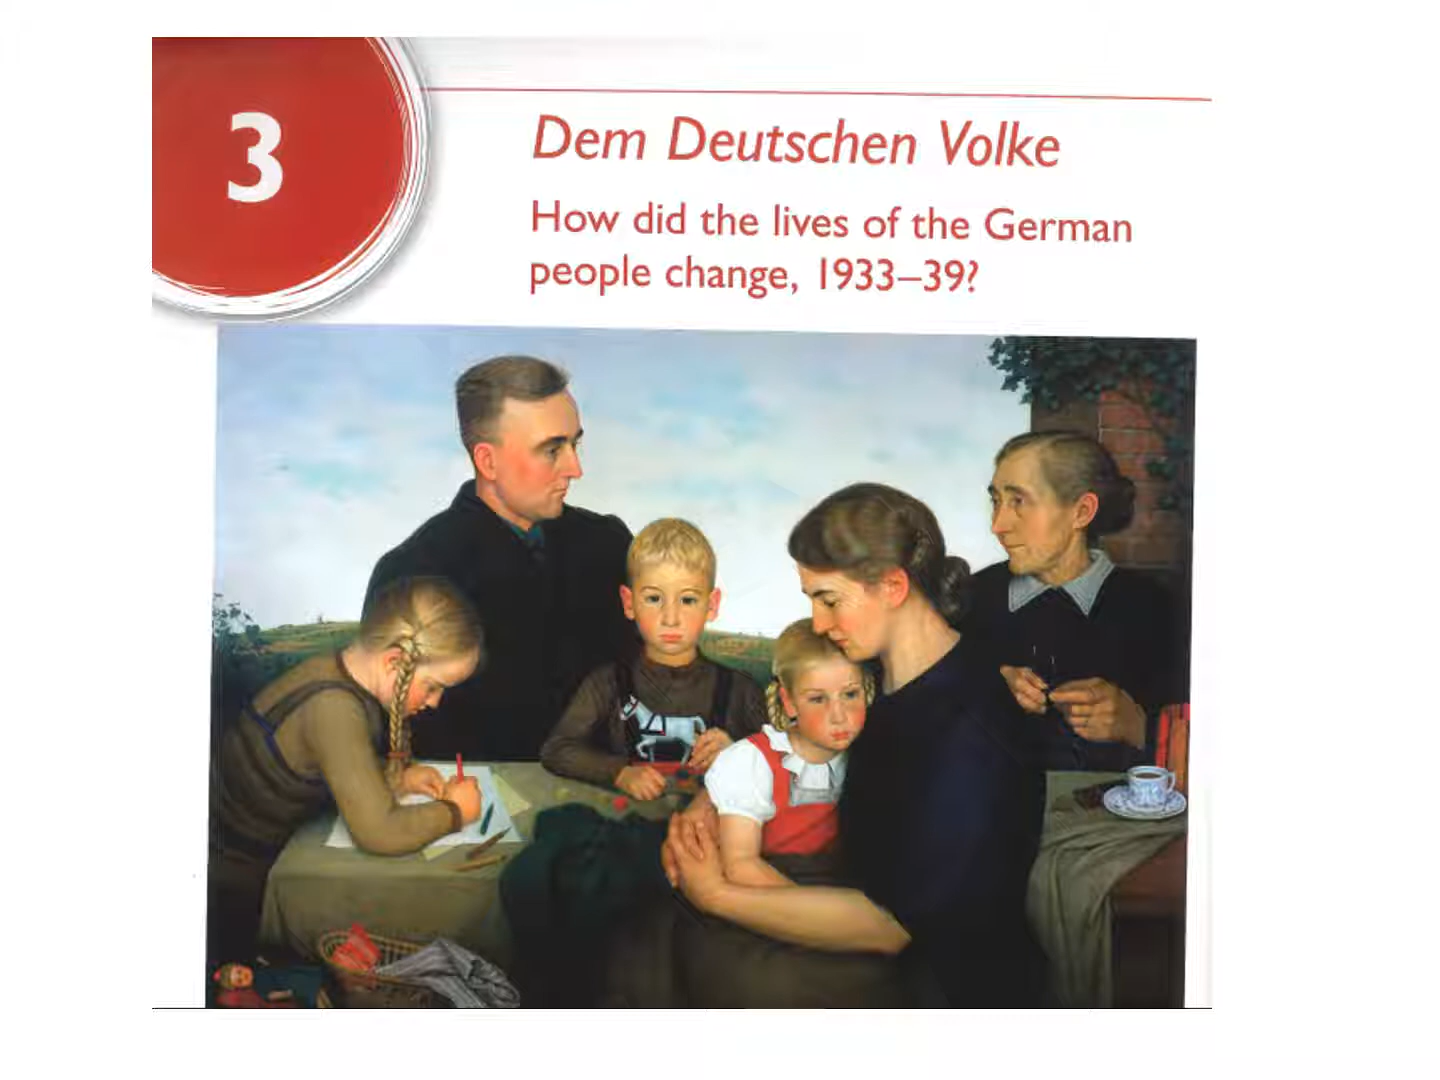 3
Dem Deutschen Volke
How did the lives of the German
people change, 1933–39?